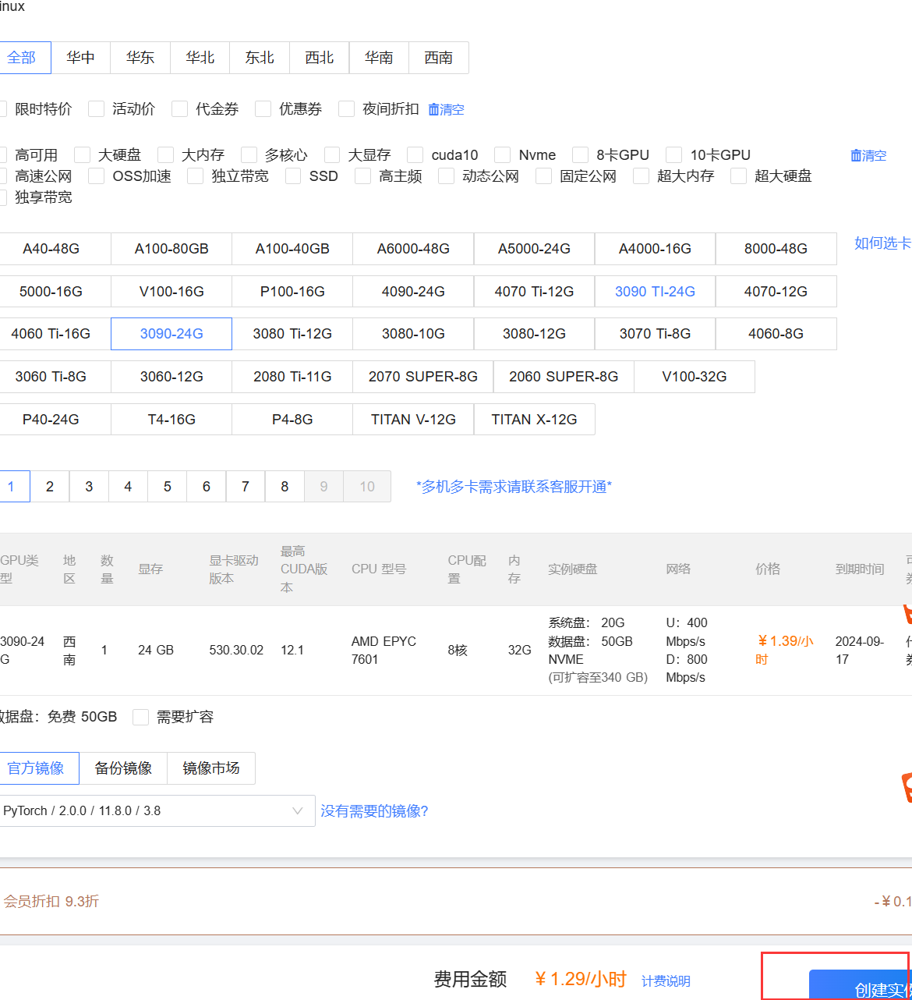 inux
全部 华中 华东 华北 东北 西北 华南 西南
限时特价 活动价 代金券 优惠券 夜间折扣 清空
高可用 大硬盘 大内存 多核心 大显存 cuda10 Nvme 8卡GPU 10卡GPU 清空
高速公网 OSS加速 独立带宽 SSD 高主频 动态公网 固定公网 超大内存 超大硬盘
独享带宽
A40-48G A100-80GB A100-40GB A6000-48G A5000-24G A4000-16G 8000-48G 如何选卡
5000-16G V100-16G P100-16G 4090-24G 4070 Ti-12G 3090 TI-24G 4070-12G
4060 Ti-16G 3090-24G 3080 Ti-12G 3080-10G 3080-12G 3070 Ti-8G 4060-8G
3060 Ti-8G 3060-12G 2080 Ti-11G 2070 SUPER-8G 2060 SUPER-8G V100-32G
P40-24G T4-16G P4-8G TITAN V-12G TITAN X-12G
1 2 3 4 5 6 7 8 9 10 *多机多卡需求请联系客服开通*
GPU类型 地区 数量 显存 显卡驱动版本 最高CUDA版本 CPU 型号 CPU配置 内存 实例硬盘 网络 价格 到期时间
3090-24G 西南 1 24 GB 530.30.02 12.1 AMD EPYC 7601 8核 32G 系统盘： 20G 数据盘： 50GB NVME (可扩容至340 GB) U：400 Mbps/s D：800 Mbps/s ￥1.39/小时 2024-09-17
据盘：免费 50GB 需要扩容
官方镜像 备份镜像 镜像市场
PyTorch / 2.0.0 / 11.8.0 / 3.8 没有需要的镜像?
会员折扣 9.3折 -￥0.1
费用金额 ￥1.29/小时 计费说明 创建实